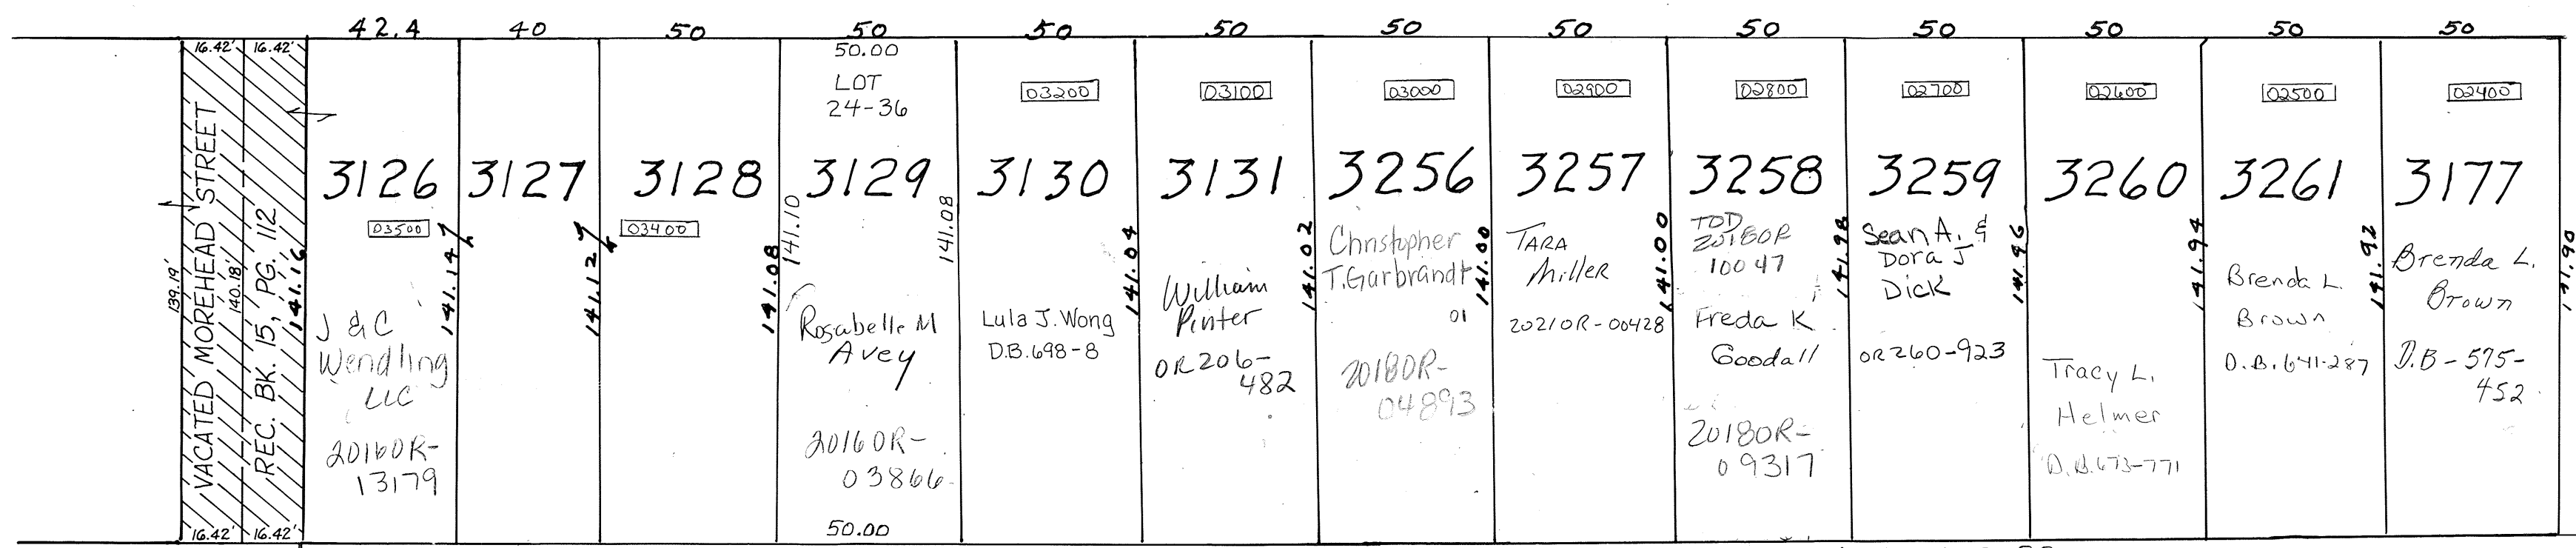 42.4 40 50 50 50 50 50 50 50 50 50 50 50
16.42' 16.42'
139.19'
VACATED MOREHEAD STREET
140.18'
REC. BK. 15, PG. 112
141.16
16.42' 16.42'
3126
03500
J & C
Wendling
LLC
2016OR-
13179
141.14
3127
141.12
3128
03400
141.08
50.00
LOT
24-36
3129
141.10
141.08
Rosabelle M
Avey
2016OR-
03866
50.00
03200
3130
Lula J. Wong
D.B.698-8
141.04
03100
3131
William
Pinter
OR206-
482
141.02
03000
3256
Christopher
T.Garbrandt
01
2018OR-
04893
141.00
02900
3257
TARA
Miller
2021OR-00428
141.00
02800
3258
TOD
2018OR
10047
Freda K
Goodall
2018OR-
09317
141.98
02700
3259
Sean A. &
Dora J
Dick
OR260-923
141.96
02600
3260
Tracy L.
Helmer
D.B.673-771
141.94
02500
3261
Brenda L.
Brown
D.B.641-287
141.92
02400
3177
Brenda L.
Brown
D.B-575-
452
141.90